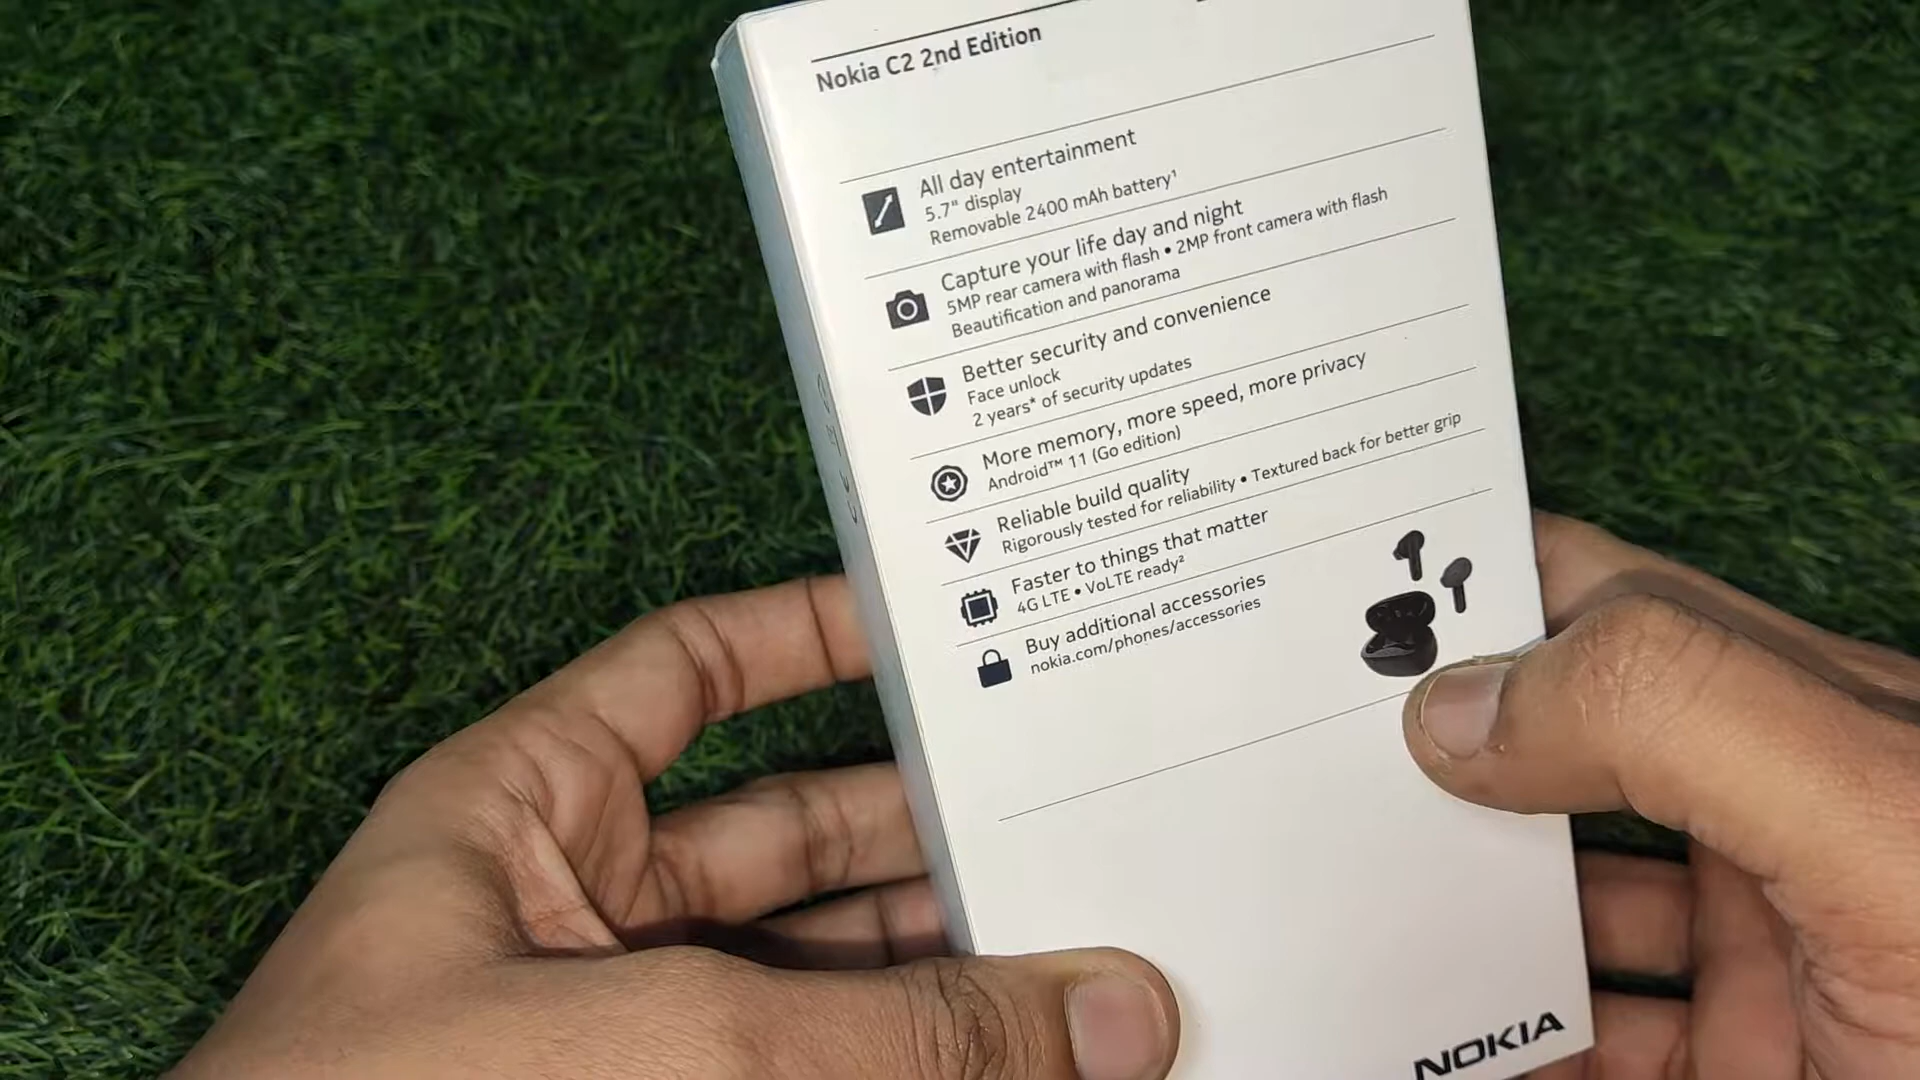 Nokia C2 2nd Edition
All day entertainment
5.7" display
Removable 2400 mAh battery¹
Capture your life day and night
5MP rear camera with flash • 2MP front camera with flash
Beautification and panorama
Better security and convenience
Face unlock
2 years* of security updates
More memory, more speed, more privacy
Android™ 11 (Go edition)
Reliable build quality
Rigorously tested for reliability • Textured back for better grip
Faster to things that matter
4G LTE • VoLTE ready²
Buy additional accessories
nokia.com/phones/accessories
NOKIA